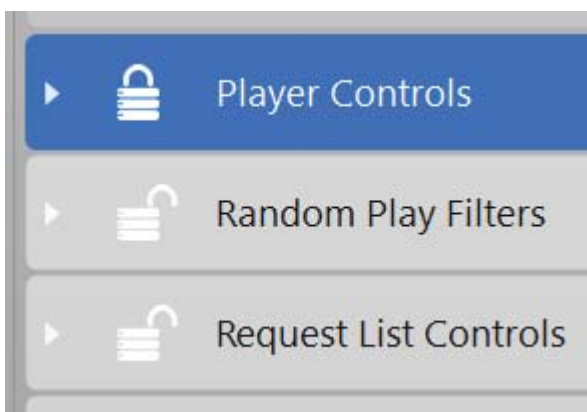 Player Controls
Random Play Filters
Request List Controls